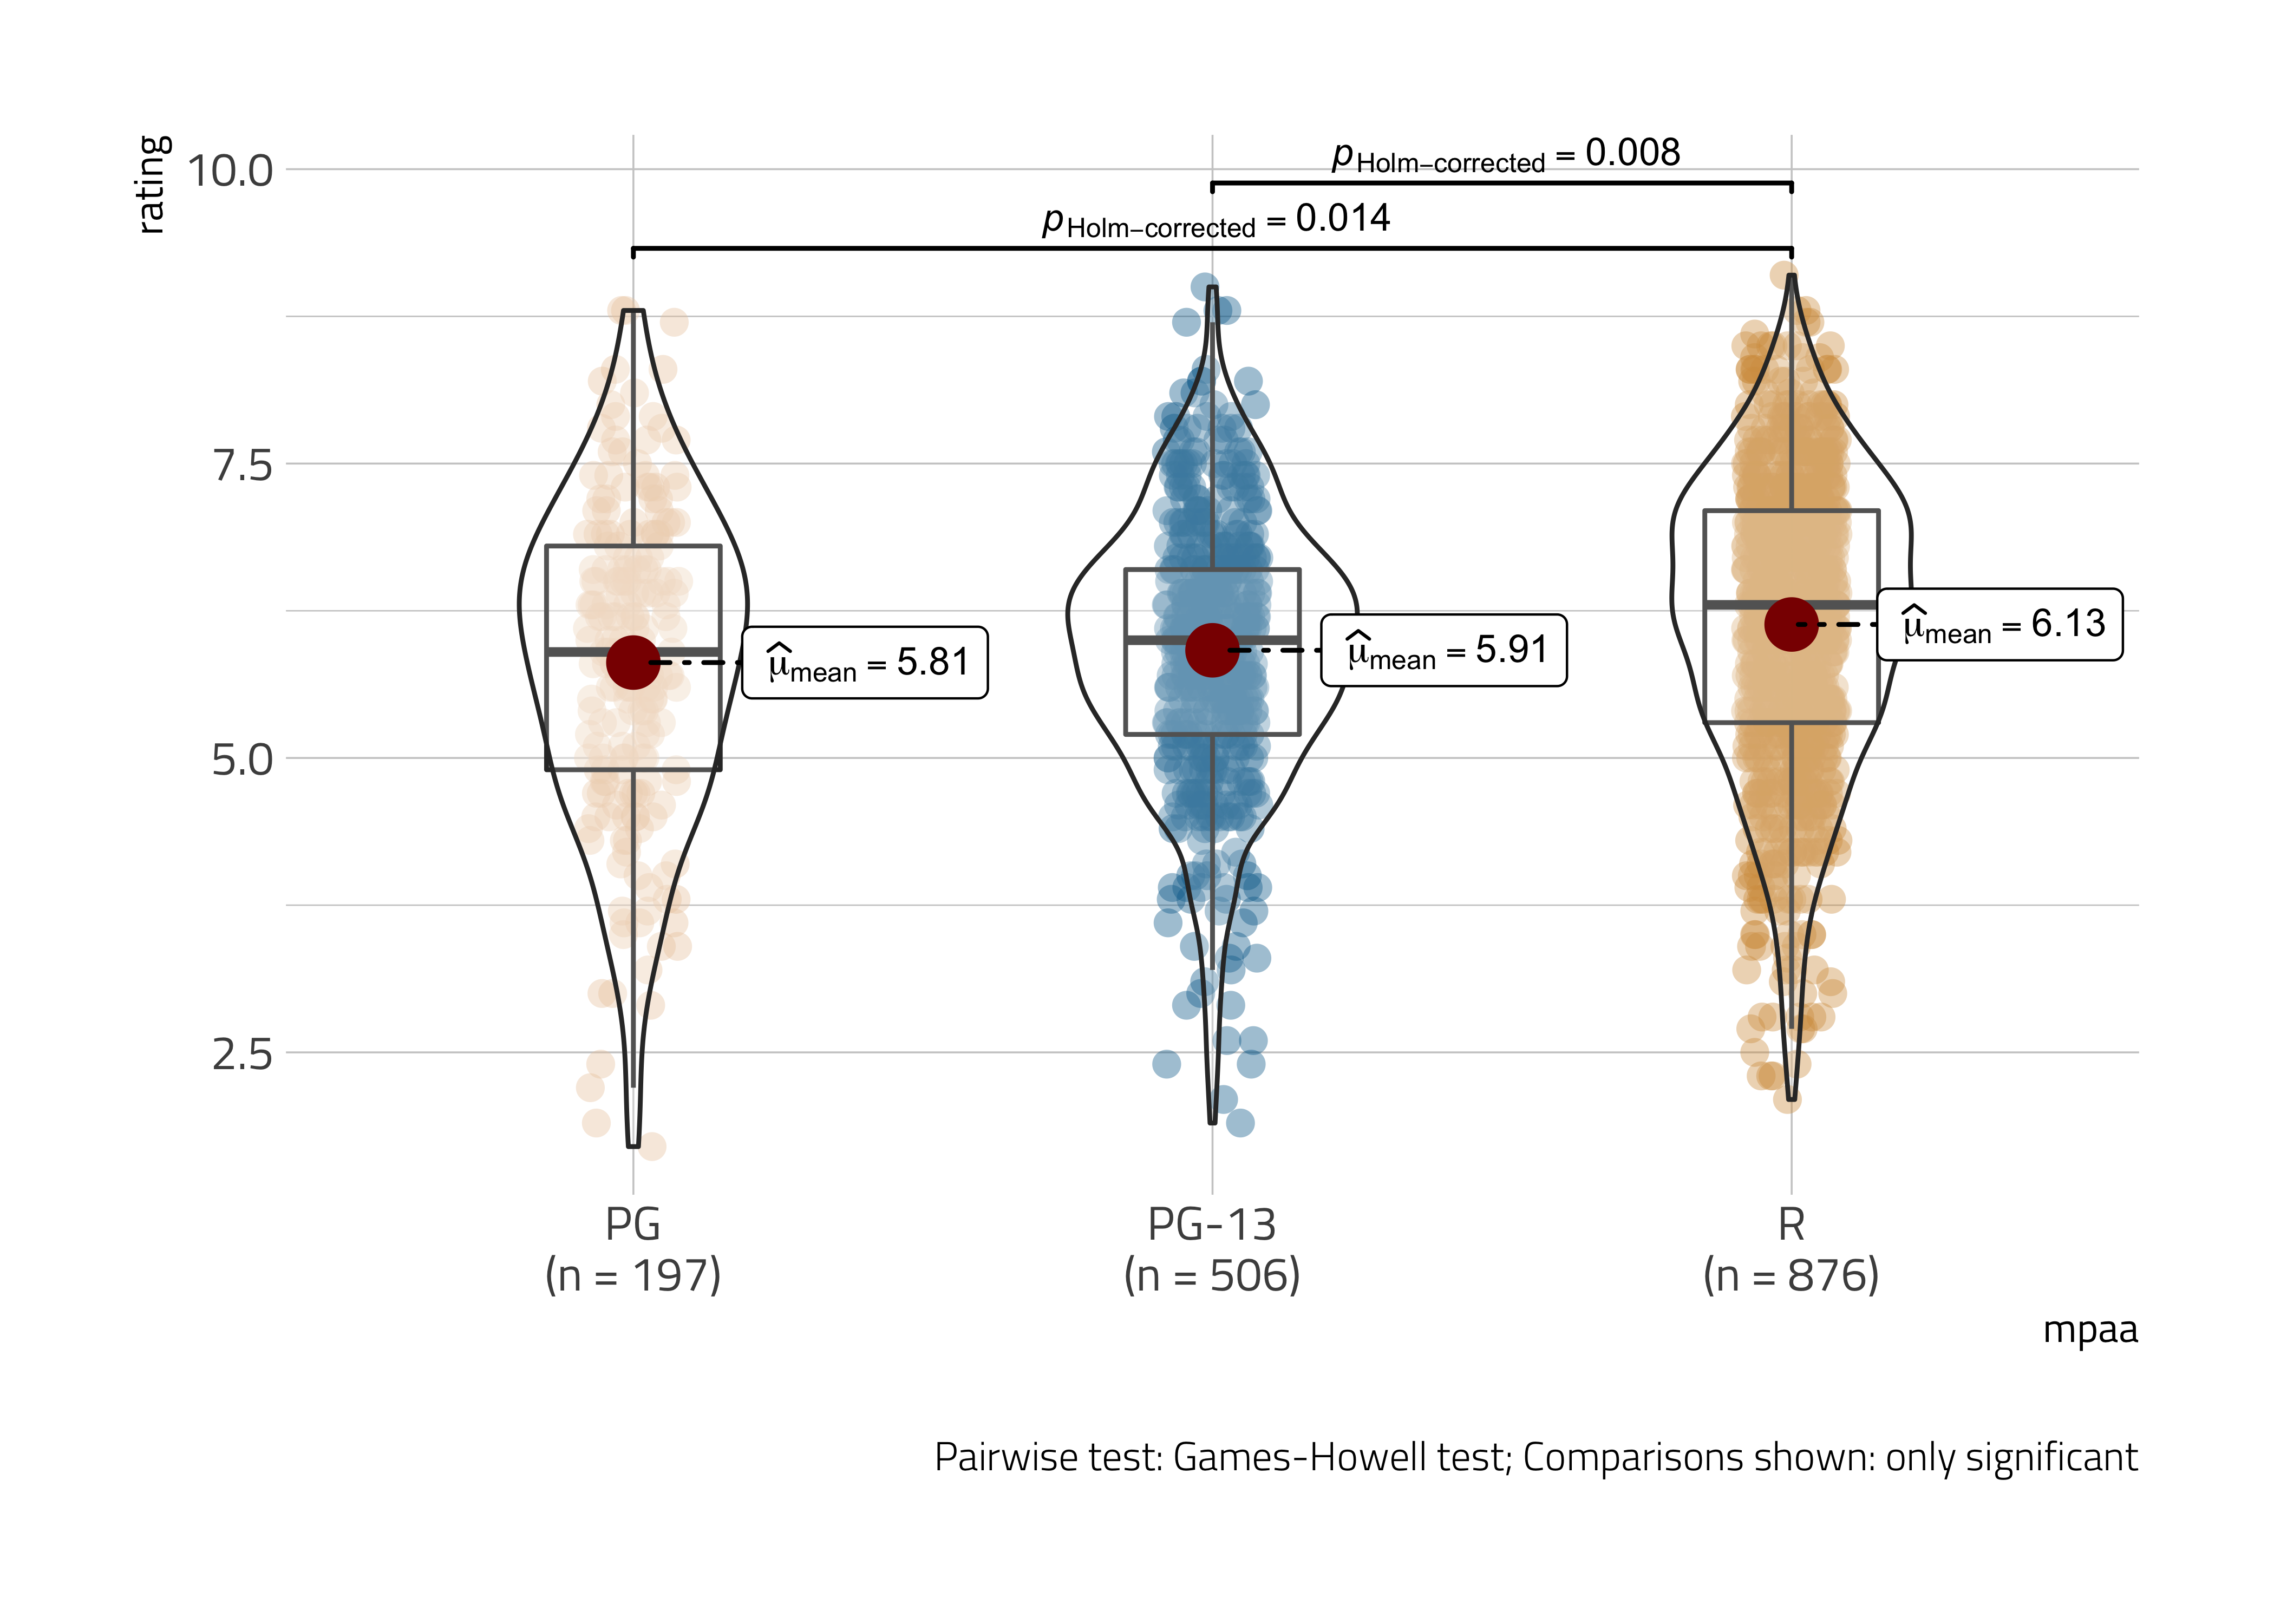 rating
10.0
7.5
5.0
2.5
pHolm−corrected = 0.008
pHolm−corrected = 0.014
μ̂mean = 5.81
μ̂mean = 5.91
μ̂mean = 6.13
PG
(n = 197)
PG-13
(n = 506)
R
(n = 876)
mpaa
Pairwise test: Games-Howell test; Comparisons shown: only significant